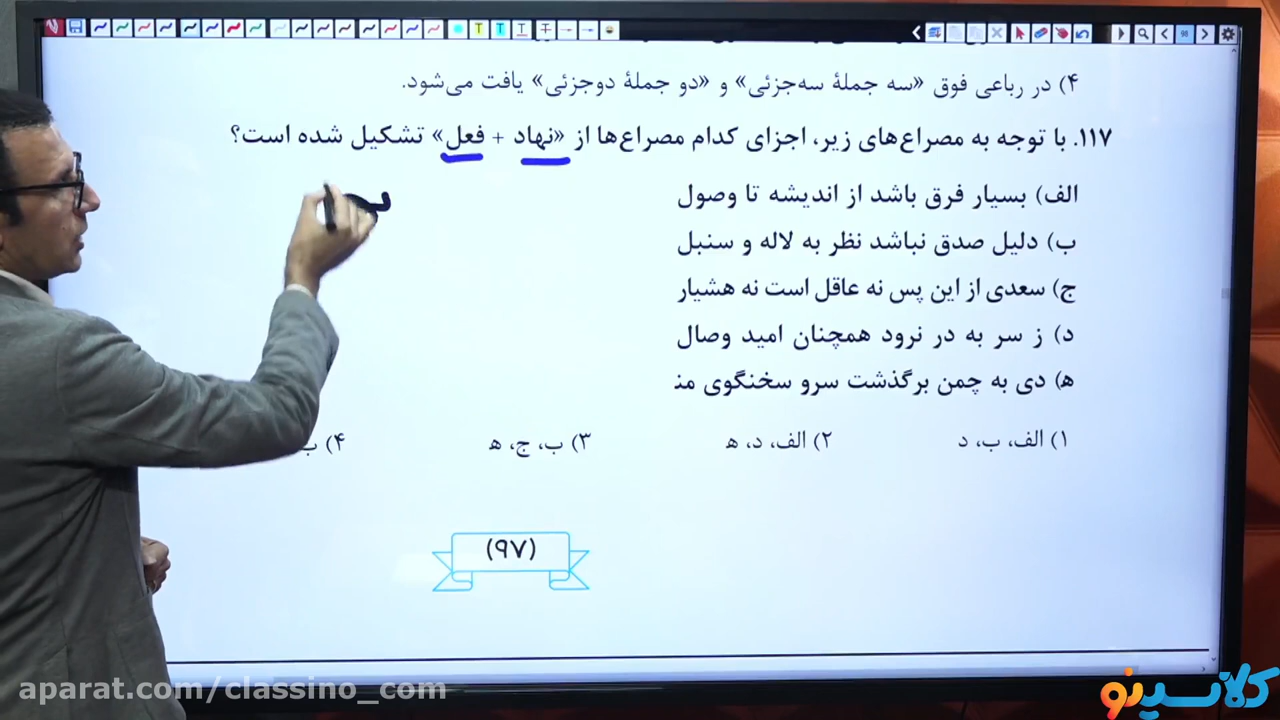 ۴) در رباعی فوق «سه جملهٔ سه‌جزئی» و «دو جملهٔ دوجزئی» یافت می‌شود.
۱۱۷. با توجه به مصراع‌های زیر، اجزای کدام مصراع‌ها از «نهاد + فعل» تشکیل شده است؟
الف) بسیار فرق باشد از اندیشه تا وصول
ب) دلیل صدق نباشد نظر به لاله و سنبل
ج) سعدی از این پس نه عاقل است نه هشیار
د) ز سر به در نرود همچنان امید وصال
ه) دی به چمن برگذشت سرو سخنگوی من
۱) الف، ب، د ۲) الف، د، ه ۳) ب، ج، ه ۴) ب
(۹۷)
aparat.com/classino_com
کلاسینو